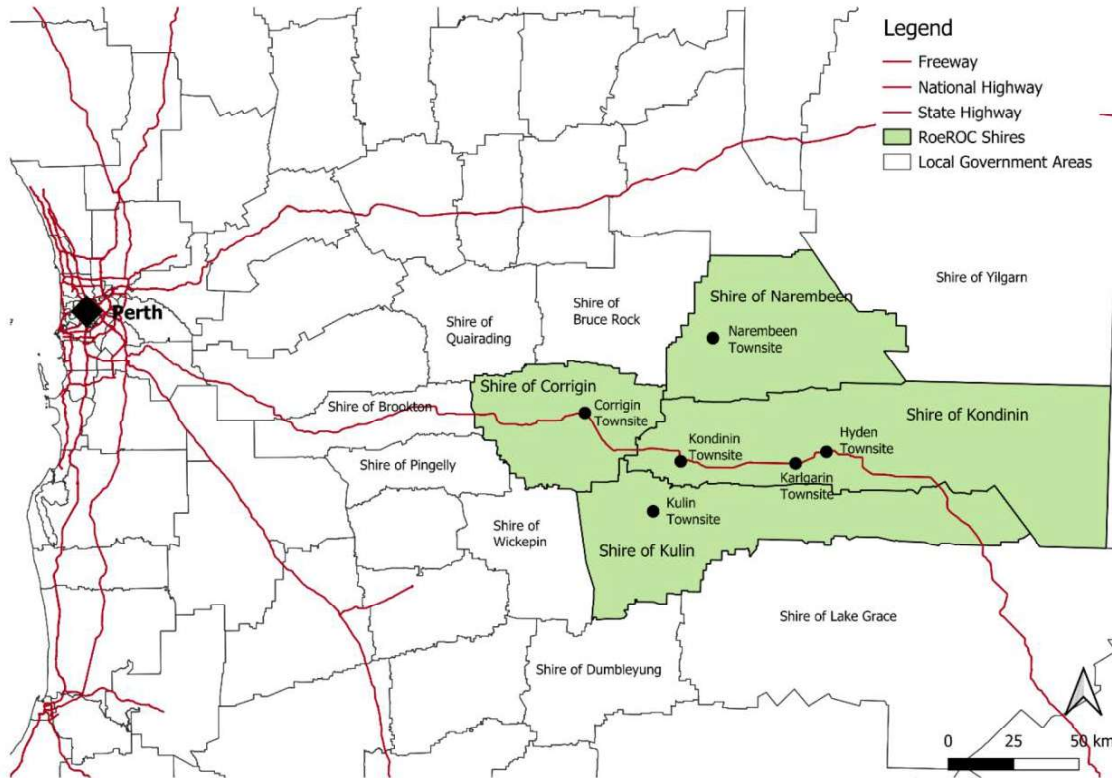 Legend
Freeway
National Highway
State Highway
RoeROC Shires
Local Government Areas
Perth
Shire of
Quairading
Shire of
Bruce Rock
Shire of Narembeen
Narembeen
Townsite
Shire of Yilgarn
Shire of Corrigin
Shire of Brookton
Corrigin
Townsite
Shire of Kondinin
Kondinin
Townsite
Hyden
Townsite
Karlgarin
Townsite
Shire of Pingelly
Kulin
Townsite
Shire of
Wickepin
Shire of Kulin
Shire of Lake Grace
Shire of Dumbleyung
0 25 50 km